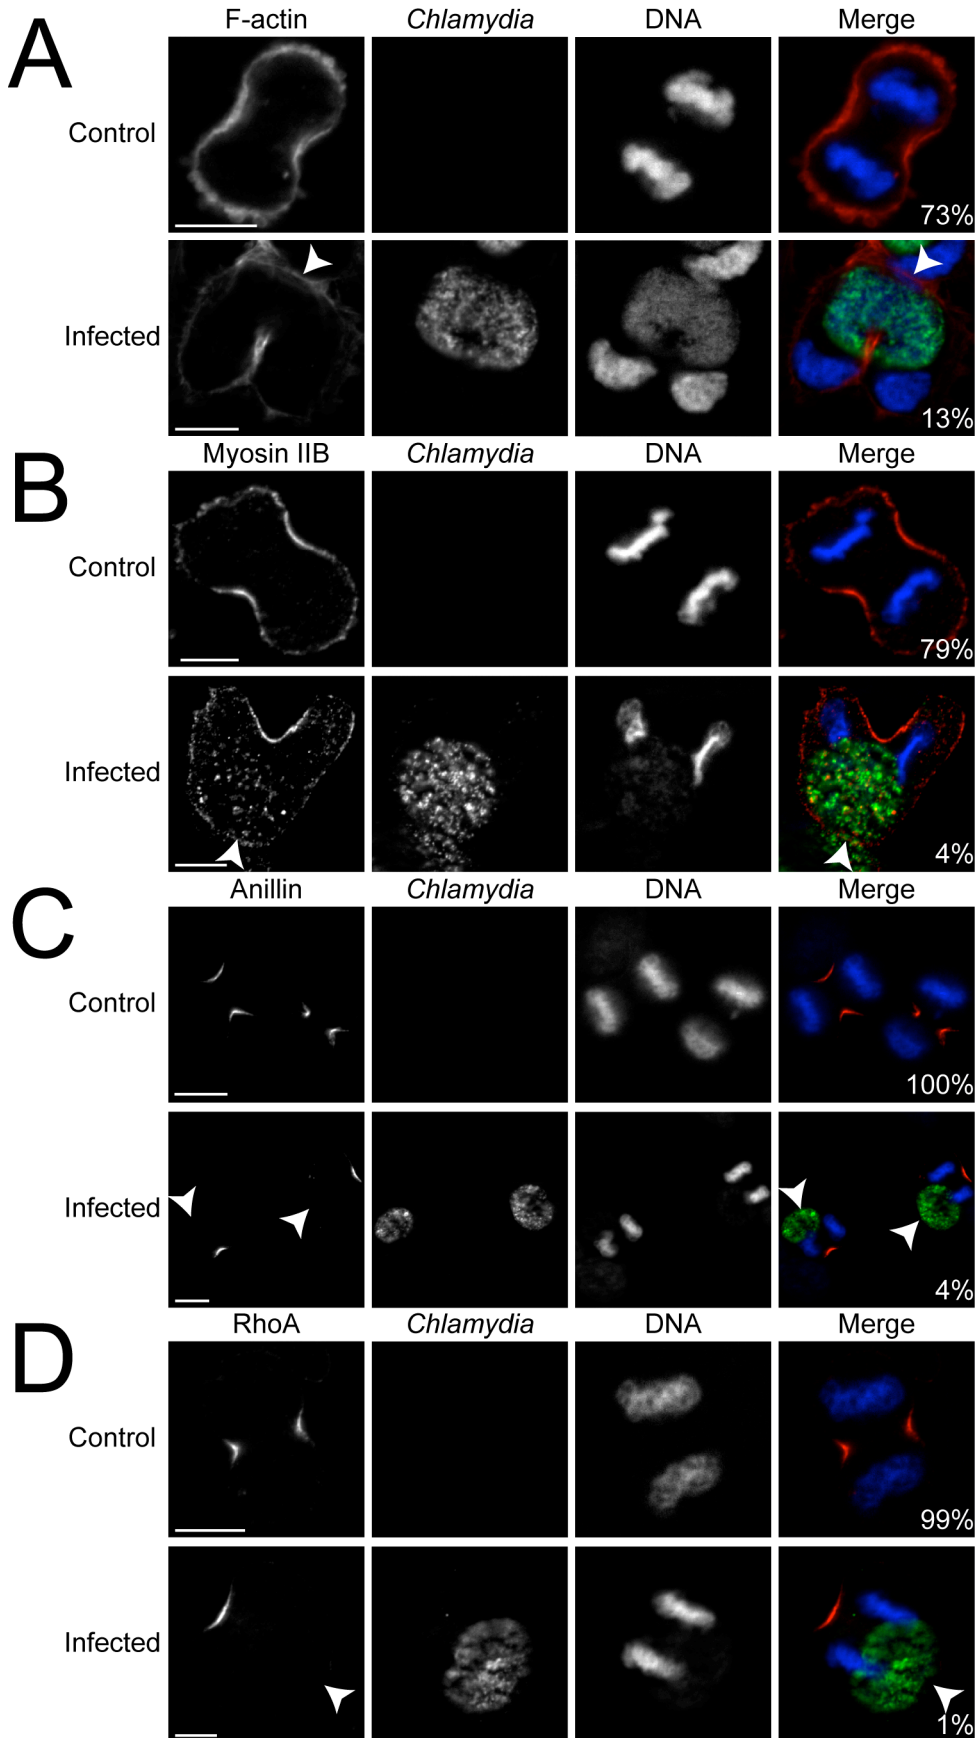 A
F-actin Chlamydia DNA Merge
Control
73%
Infected
13%
B
Myosin IIB Chlamydia DNA Merge
Control
79%
Infected
4%
C
Anillin Chlamydia DNA Merge
Control
100%
Infected
4%
D
RhoA Chlamydia DNA Merge
Control
99%
Infected
1%